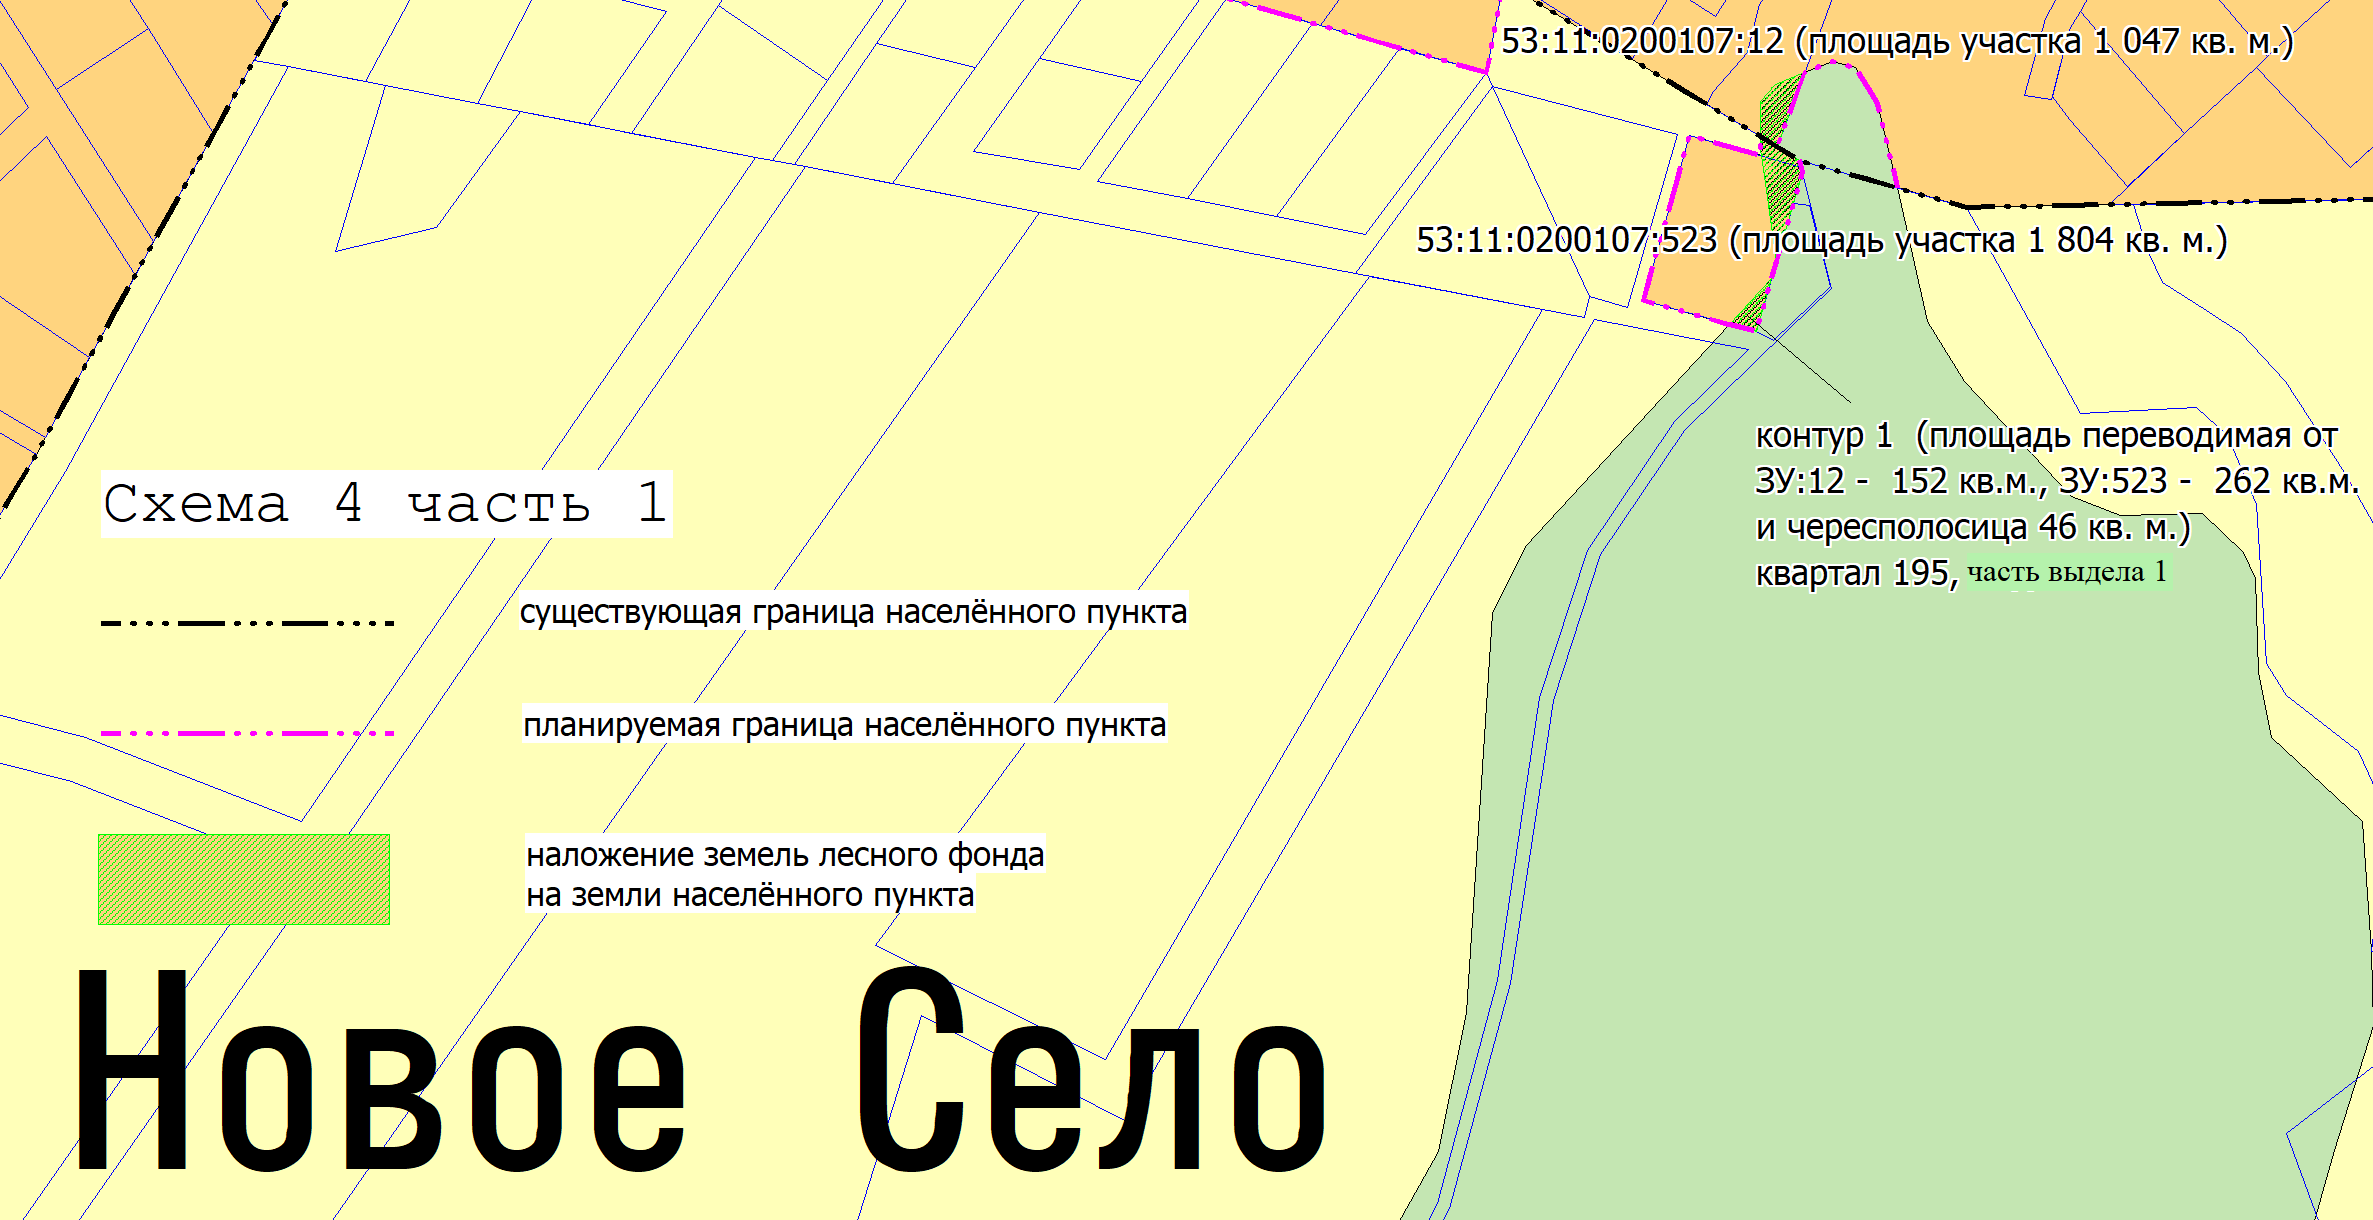 53:11:0200107:12 (площадь участка 1 047 кв. м.)
53:11:0200107:523 (площадь участка 1 804 кв. м.)
контур 1 (площадь переводимая от
ЗУ:12 - 152 кв.м., ЗУ:523 - 262 кв.м.
и чересполосица 46 кв. м.)
квартал 195, часть выдела 1
Схема 4 часть 1
существующая граница населённого пункта
планируемая граница населённого пункта
наложение земель лесного фонда
на земли населённого пункта
Новое Село